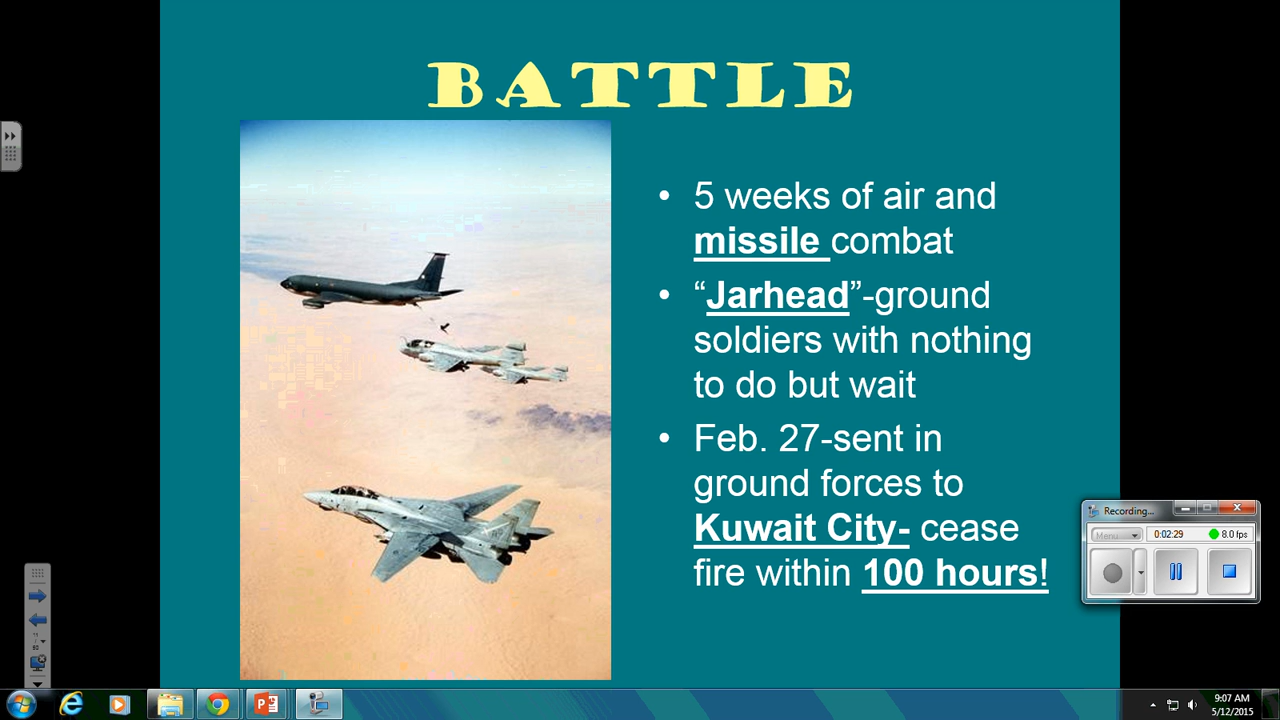 BATTLE
• 5 weeks of air and
missile combat
• “Jarhead”-ground
soldiers with nothing
to do but wait
• Feb. 27-sent in
ground forces to
Kuwait City- cease
fire within 100 hours!
Recording...
Menu
0:02:29
8.0 fps
9:07 AM
5/12/2015